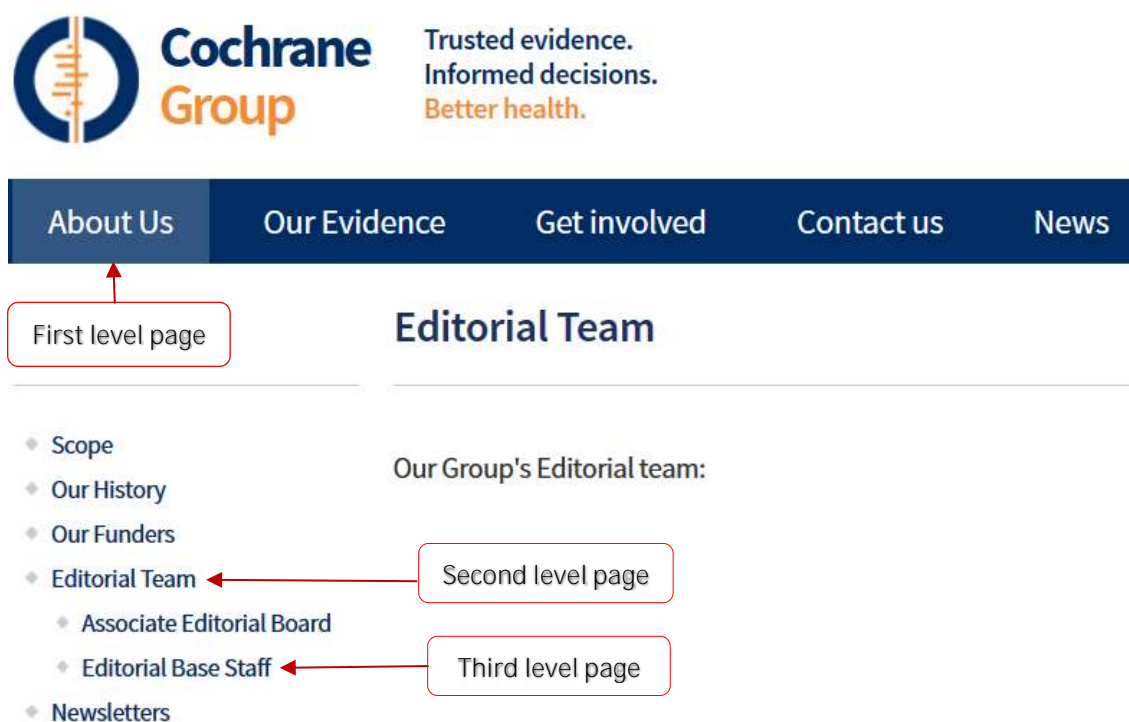 Cochrane
Group
Trusted evidence.
Informed decisions.
Better health.
About Us Our Evidence Get involved Contact us News
First level page
Editorial Team
Scope
Our History
Our Funders
Editorial Team
Associate Editorial Board
Editorial Base Staff
Newsletters
Our Group's Editorial team:
Second level page
Third level page